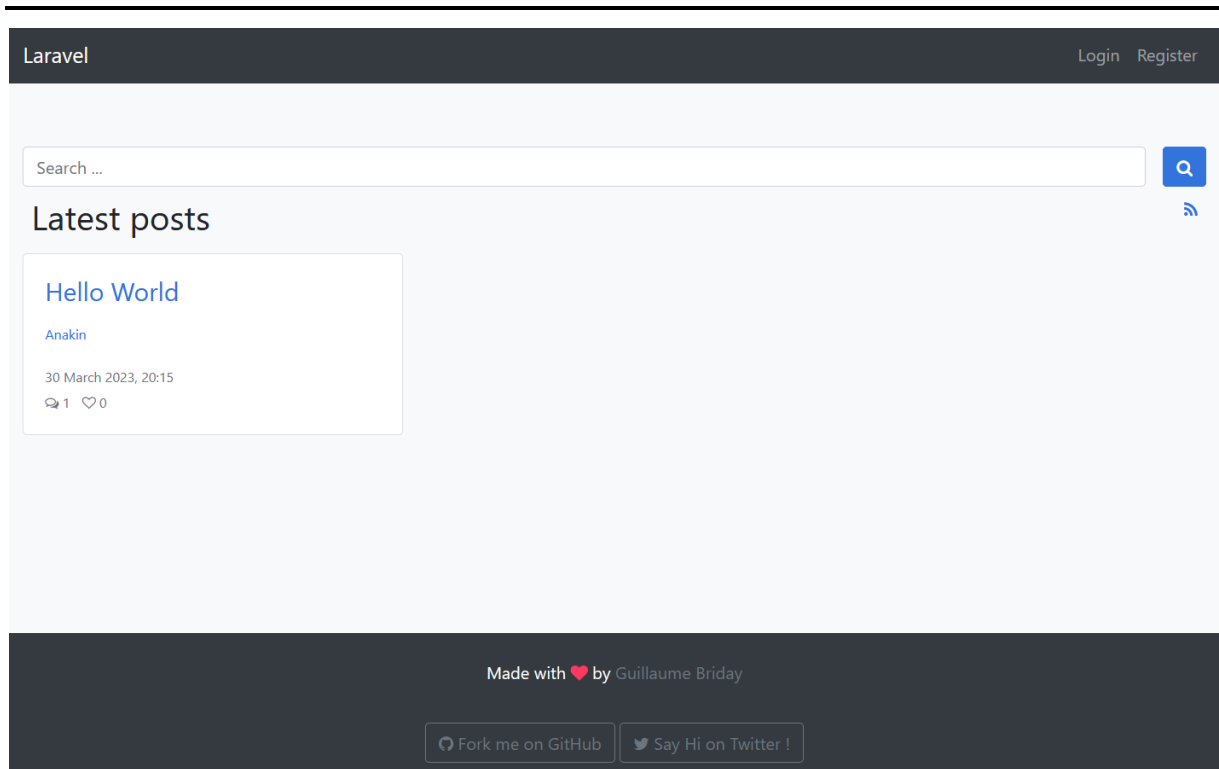 Laravel Login Register
Search ...
Latest posts
Hello World
Anakin
30 March 2023, 20:15
1 0
Made with by Guillaume Briday
Fork me on GitHub Say Hi on Twitter !